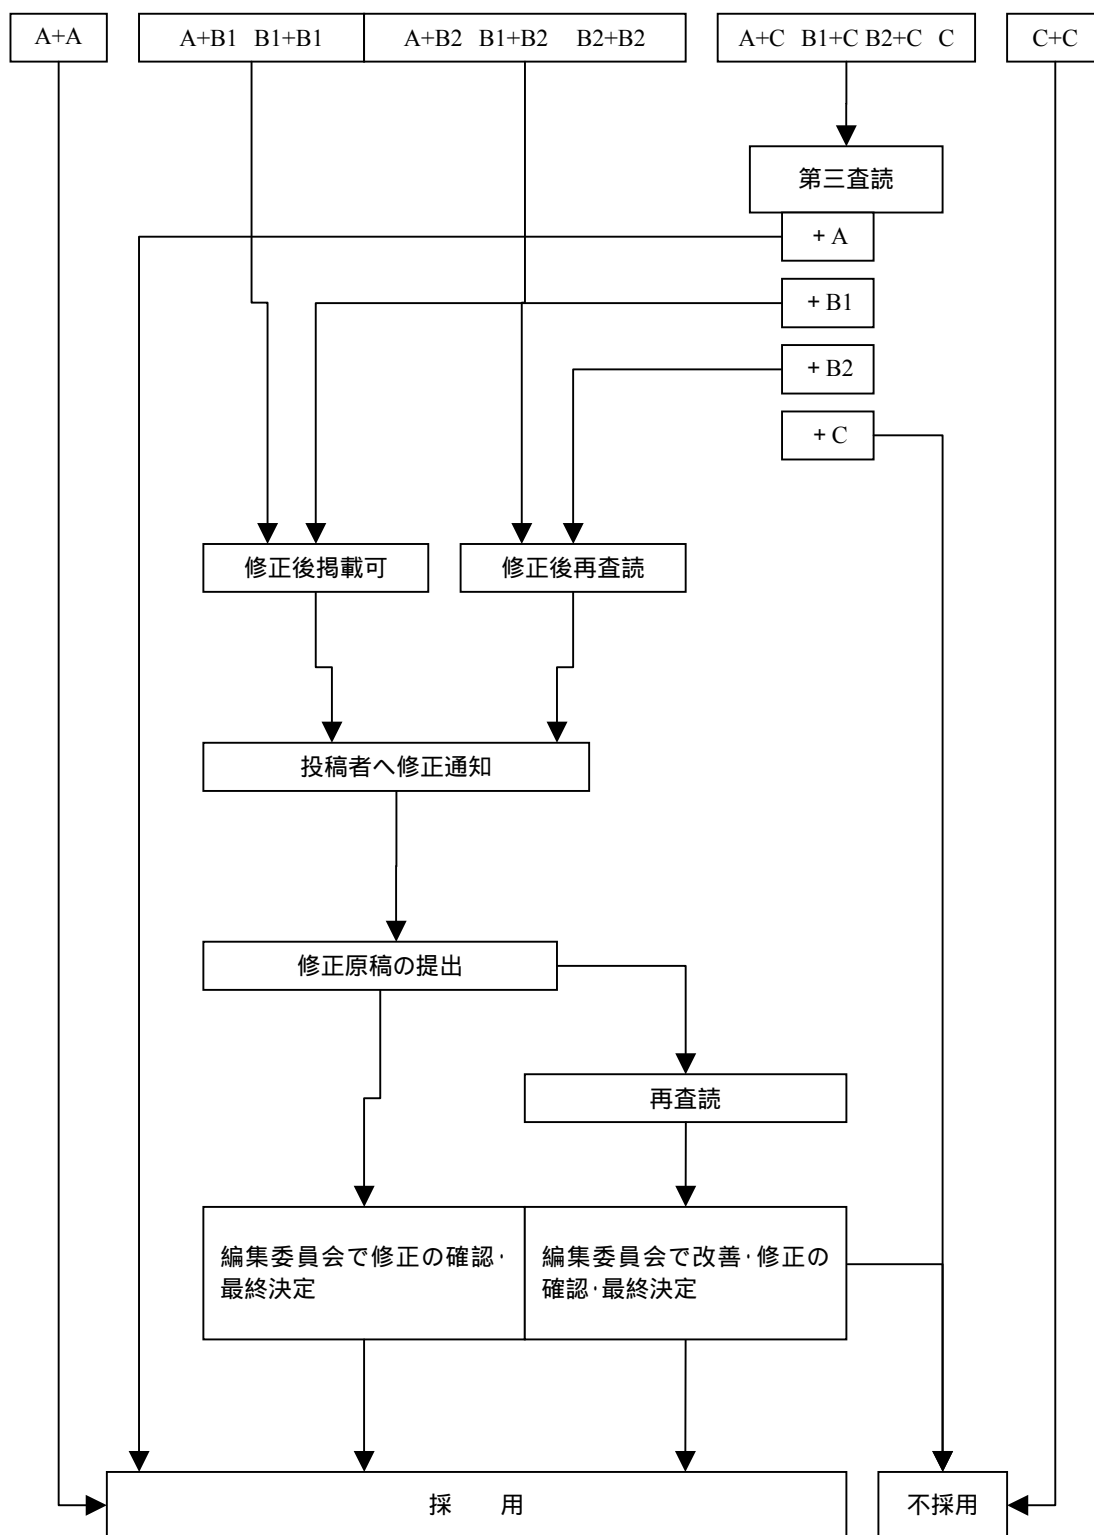 A+A
A+B1 B1+B1
A+B2 B1+B2 B2+B2
A+C B1+C B2+C C
C+C
第三査読
+A
+B1
+B2
+C
修正後掲載可
修正後再査読
投稿者へ修正通知
修正原稿の提出
再査読
編集委員会で修正の確認・
最終決定
編集委員会で改善・修正の
確認・最終決定
採 用
不採用